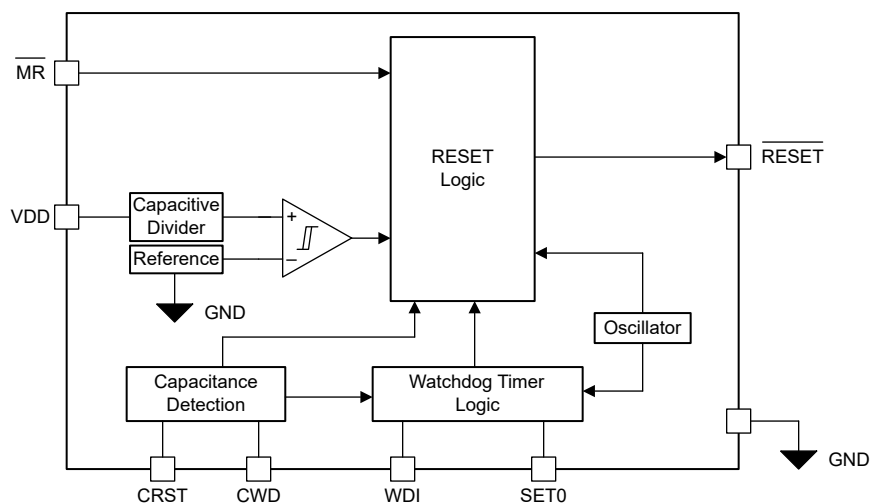 MR
RESET
Logic
RESET
VDD
Capacitive
Divider
+
Reference
−
GND
Oscillator
Capacitance
Detection
Watchdog Timer
Logic
GND
CRST
CWD
WDI
SET0